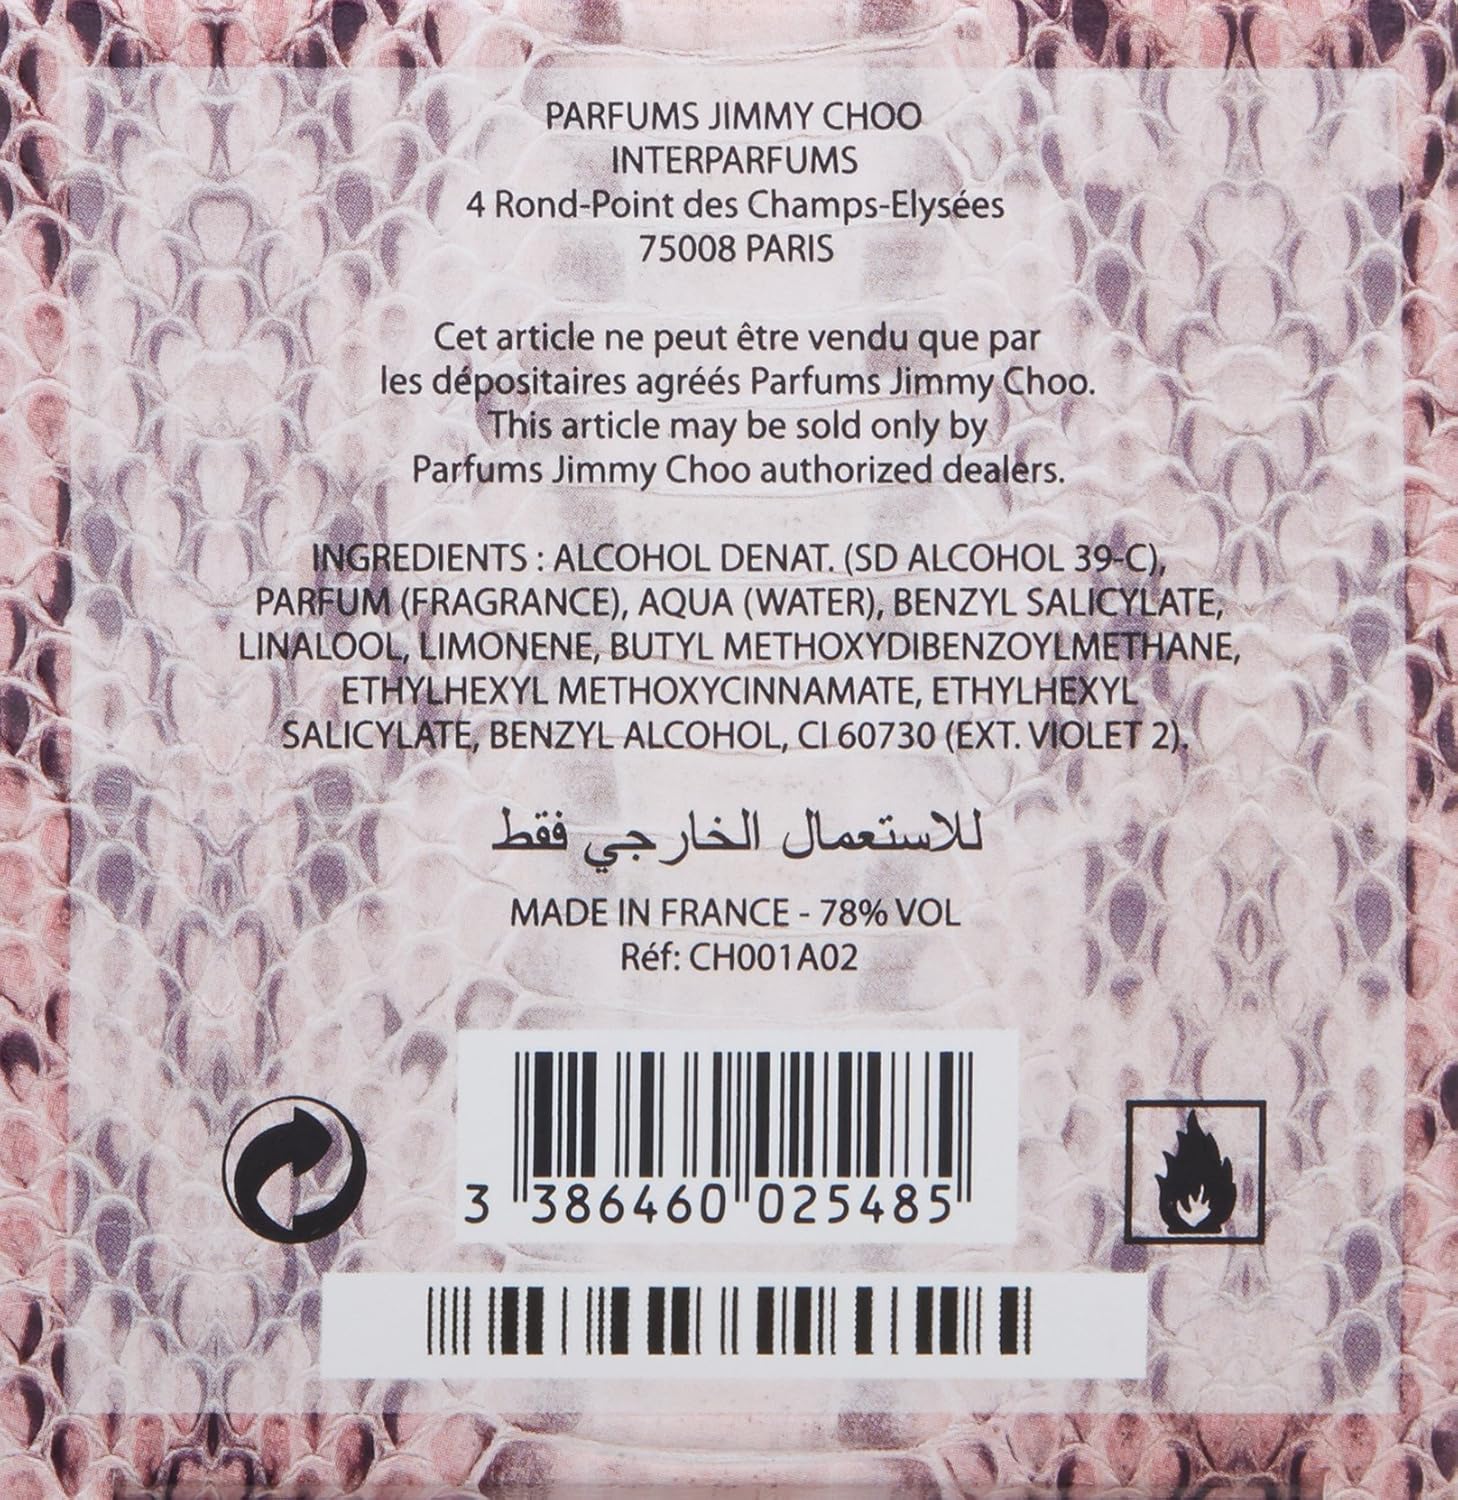 PARFUMS JIMMY CHOO
INTERPARFUMS
4 Rond-Point des Champs-Elysées
75008 PARIS
Cet article ne peut être vendu que par
les dépositaires agréés Parfums Jimmy Choo.
This article may be sold only by
Parfums Jimmy Choo authorized dealers.
INGREDIENTS : ALCOHOL DENAT. (SD ALCOHOL 39-C),
PARFUM (FRAGRANCE), AQUA (WATER), BENZYL SALICYLATE,
LINALOOL, LIMONENE, BUTYL METHOXYDIBENZOYLMETHANE,
ETHYLHEXYL METHOXYCINNAMATE, ETHYLHEXYL
SALICYLATE, BENZYL ALCOHOL, CI 60730 (EXT. VIOLET 2).
للاستعمال الخارجي فقط
MADE IN FRANCE - 78% VOL
Réf: CH001A02
3 386460 025485